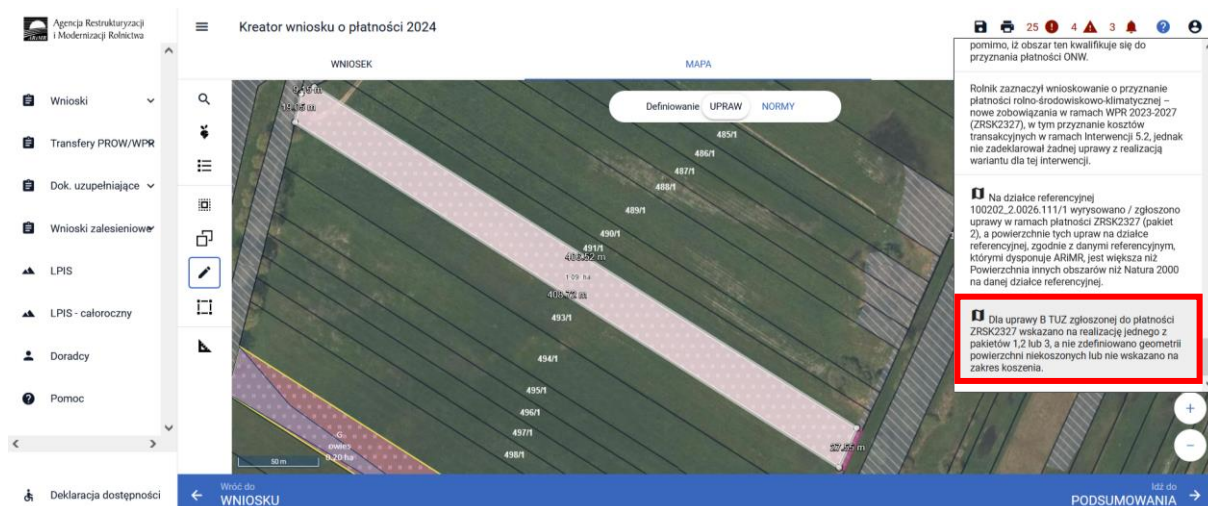 Agencja Restrukturyzacji
i Modernizacji Rolnictwa
ARiMR
Kreator wniosku o płatności 2024
25
4
3
WNIOSEK
MAPA
Wnioski
Transfery PROW/WPR
Dok. uzupełniające
Wnioski zalesieniowe
LPIS
LPIS - całoroczny
Doradcy
Pomoc
Deklaracja dostępności
Definiowanie UPRAW NORMY
485/1
486/1
487/1
488/1
489/1
490/1
491/1
408.52 m
1.09 ha
493/1
494/1
495/1
496/1
497/1
498/1
27.55 m
G
owies
0.20 ha
50 m
pomimo, iż obszar ten kwalifikuje się do
przyznania płatności ONW.
Rolnik zaznaczył wnioskowanie o przyznanie
płatności rolno-środowiskowo-klimatycznej –
nowe zobowiązania w ramach WPR 2023-2027
(ZRSK2327), w tym przyznanie kosztów
transakcyjnych w ramach Interwencji 5.2, jednak
nie zadeklarował żadnej uprawy z realizacją
wariantu dla tej interwencji.
Na działce referencyjnej
100202_2.0026.111/1 wyrysowano / zgłoszono
uprawy w ramach płatności ZRSK2327 (pakiet
2), a powierzchnie tych upraw na działce
referencyjnej, zgodnie z danymi referencyjnym,
którymi dysponuje ARiMR, jest większa niż
Powierzchnia innych obszarów niż Natura 2000
na danej działce referencyjnej.
Dla uprawy B TUZ zgłoszonej do płatności
ZRSK2327 wskazano na realizację jednego z
pakietów 1,2 lub 3, a nie zdefiniowano geometrii
powierzchni niekoszonych lub nie wskazano na
zakres koszenia.
+
−
Wróć do
WNIOSKU
Idź do
PODSUMOWANIA